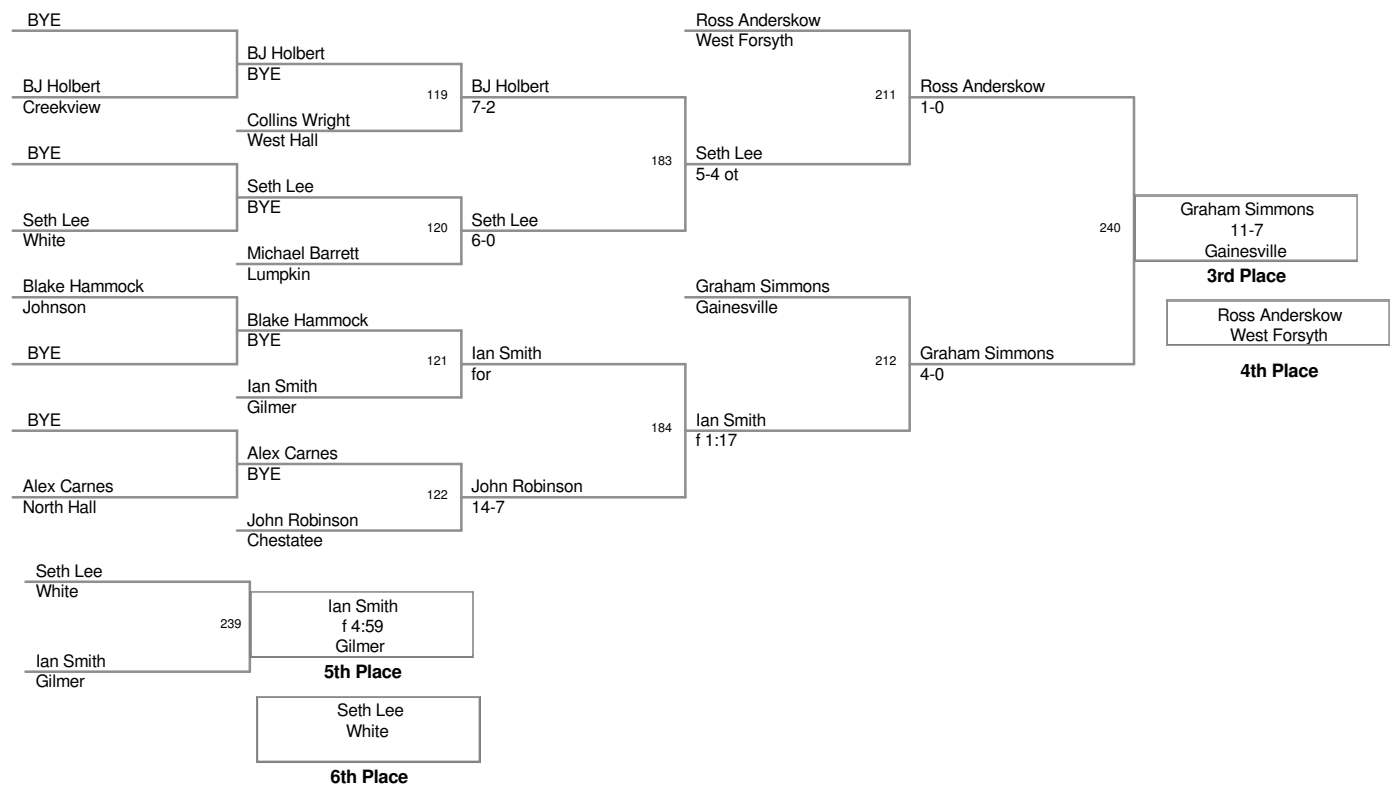 BYE
BJ Holbert
Creekview
BYE
Seth Lee
White
Blake Hammock
Johnson
BYE
BYE
Alex Carnes
North Hall
BJ Holbert
BYE
119
Collins Wright
West Hall
Seth Lee
BYE
120
Michael Barrett
Lumpkin
Blake Hammock
BYE
121
Ian Smith
Gilmer
Alex Carnes
BYE
122
John Robinson
Chestatee
BJ Holbert
7-2
183
Seth Lee
6-0
Ian Smith
for
184
John Robinson
14-7
Ross Anderskow
West Forsyth
211
Seth Lee
5-4 ot
Graham Simmons
Gainesville
212
Ian Smith
f 1:17
Ross Anderskow
1-0
240
Graham Simmons
4-0
Graham Simmons
11-7
Gainesville
3rd Place
Ross Anderskow
West Forsyth
4th Place
Seth Lee
White
239
Ian Smith
Gilmer
Ian Smith
f 4:59
Gilmer
5th Place
Seth Lee
White
6th Place